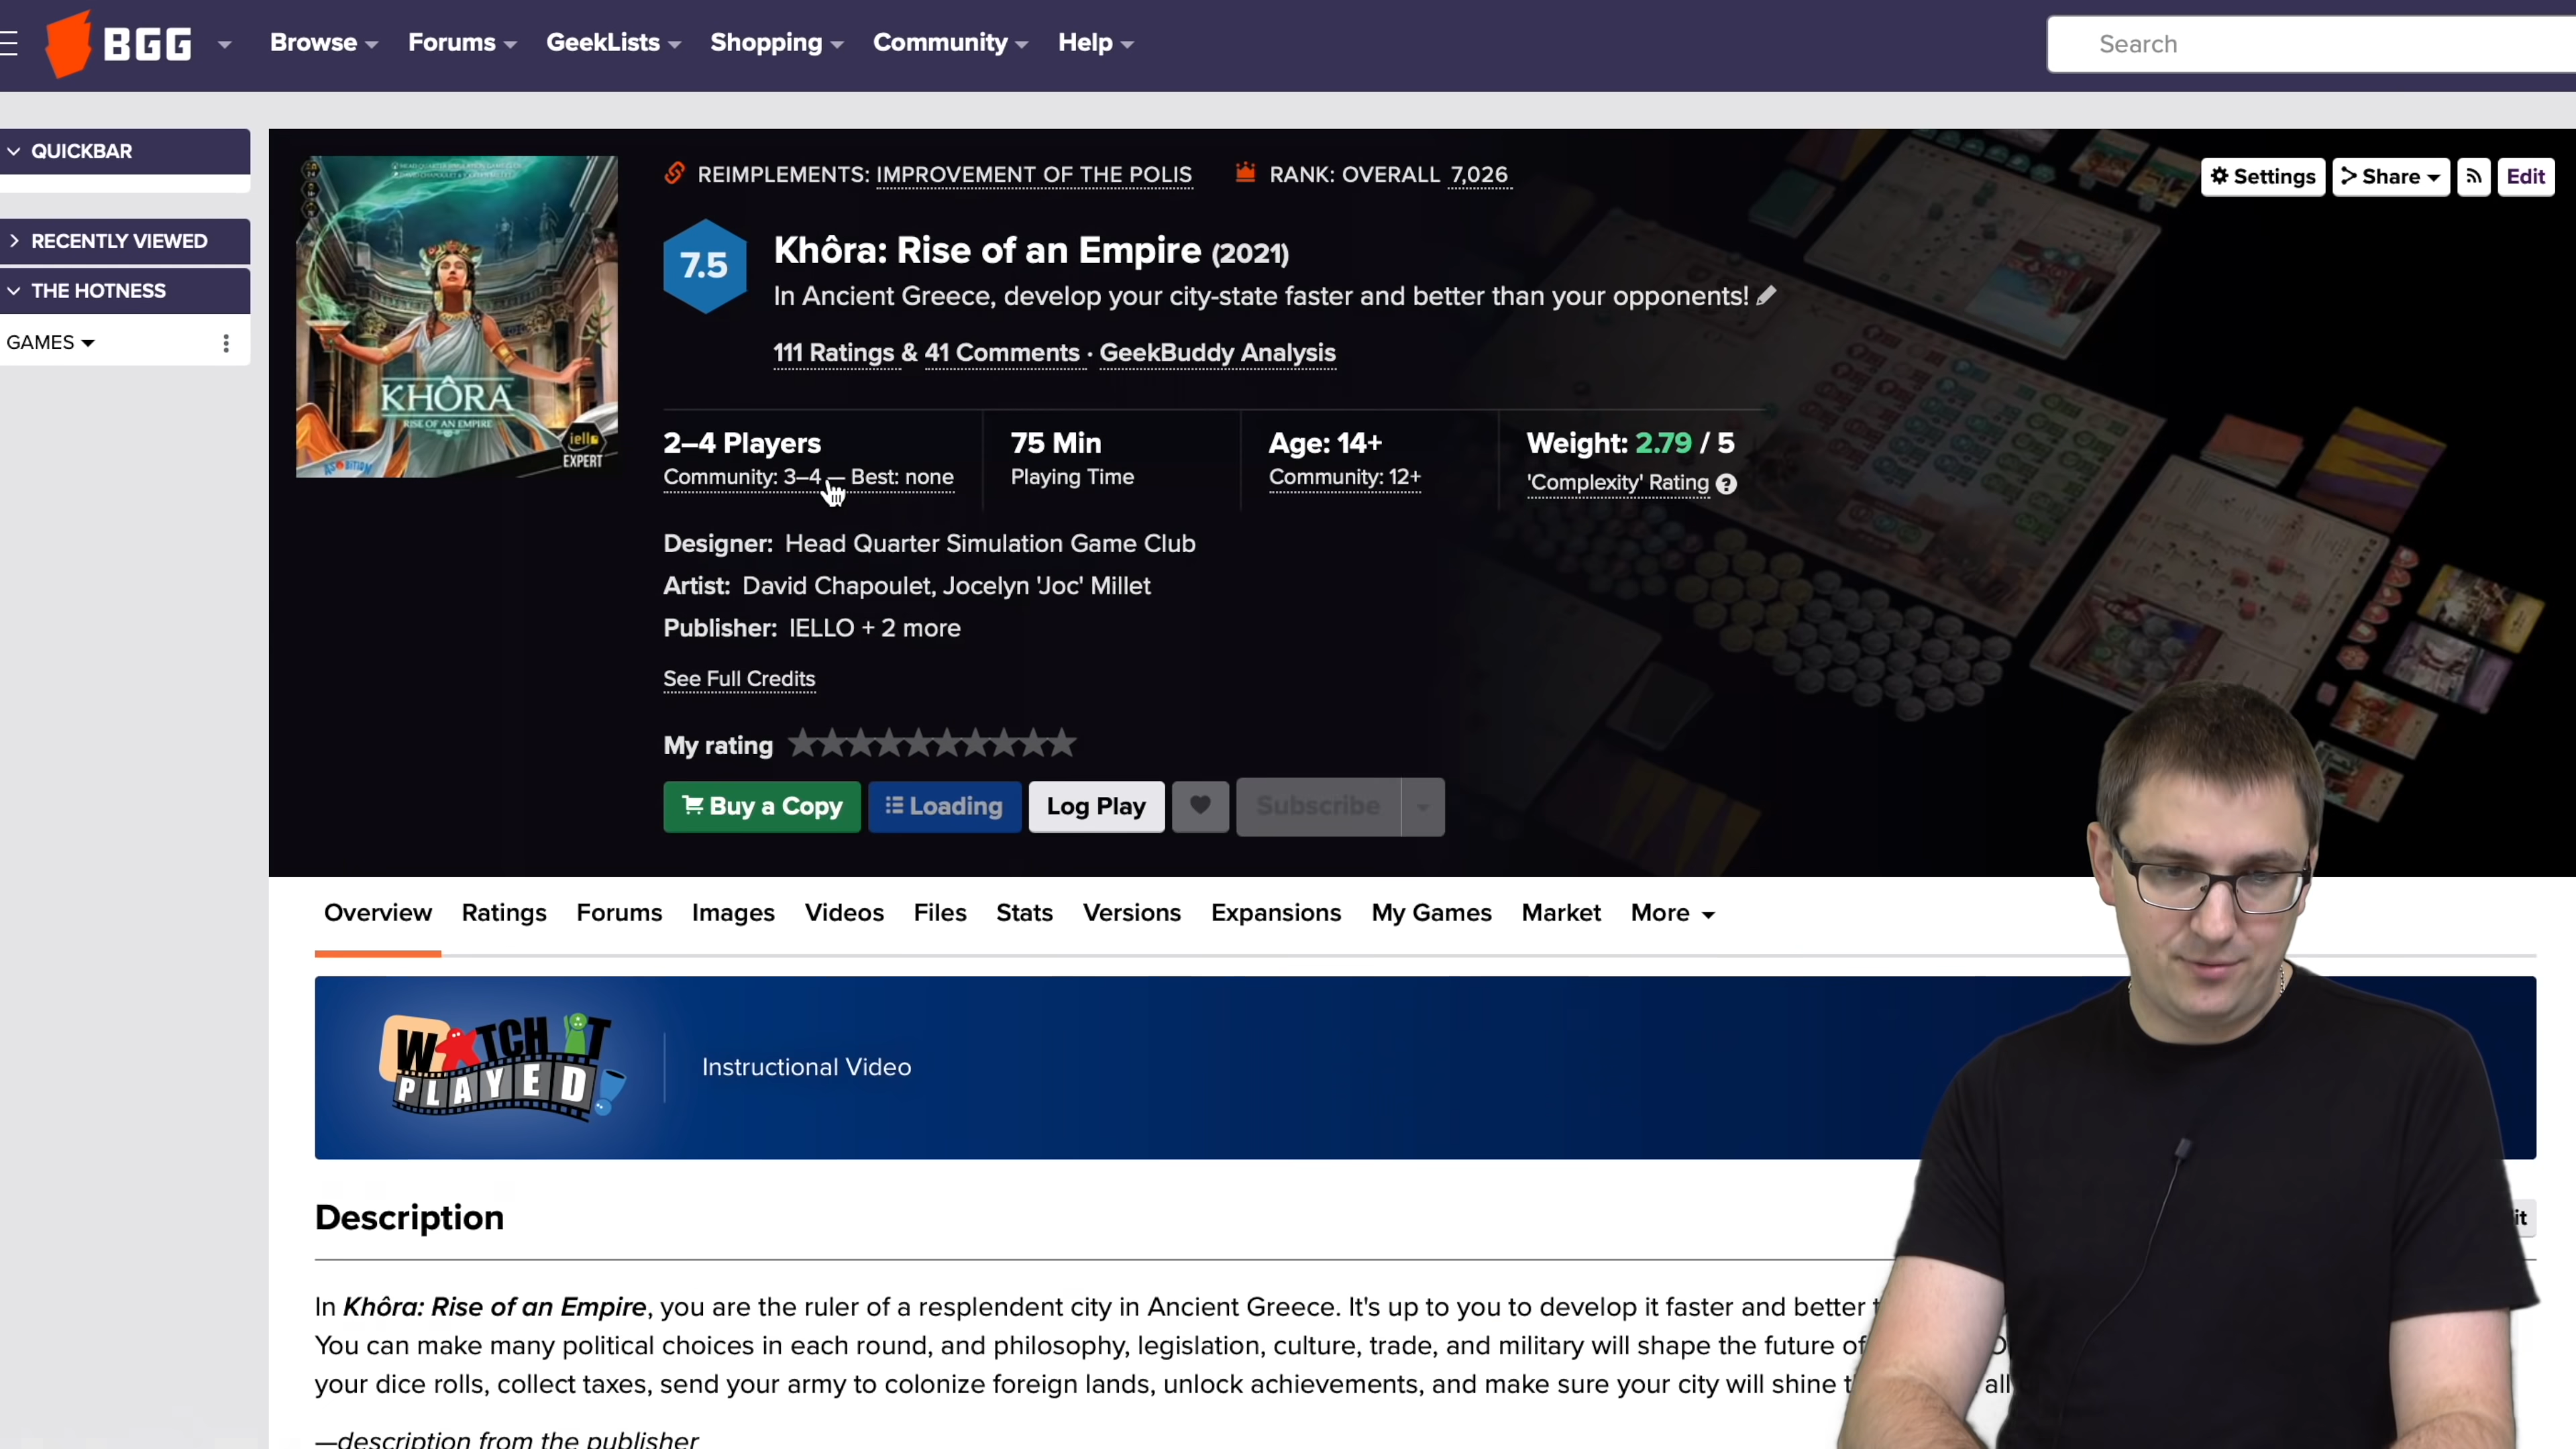 BGG Browse Forums GeekLists Shopping Community Help Search
QUICKBAR
RECENTLY VIEWED
THE HOTNESS
GAMES
KHÔRA
RISE OF AN EMPIRE
iello
EXPERT
REIMPLEMENTS: IMPROVEMENT OF THE POLIS RANK: OVERALL 7,026
Settings Share Edit
7.5 Khôra: Rise of an Empire (2021)
In Ancient Greece, develop your city-state faster and better than your opponents!
111 Ratings & 41 Comments · GeekBuddy Analysis
2–4 Players 75 Min Age: 14+ Weight: 2.79 / 5
Community: 3–4 — Best: none Playing Time Community: 12+ 'Complexity' Rating ?
Designer: Head Quarter Simulation Game Club
Artist: David Chapoulet, Jocelyn 'Joc' Millet
Publisher: IELLO + 2 more
See Full Credits
My rating
Buy a Copy Loading Log Play Subscribe
Overview Ratings Forums Images Videos Files Stats Versions Expansions My Games Market More
WATCH IT
PLAYED!
Instructional Video
Description
it
In Khôra: Rise of an Empire, you are the ruler of a resplendent city in Ancient Greece. It's up to you to develop it faster and better
You can make many political choices in each round, and philosophy, legislation, culture, trade, and military will shape the future of
your dice rolls, collect taxes, send your army to colonize foreign lands, unlock achievements, and make sure your city will shine all
—description from the publisher